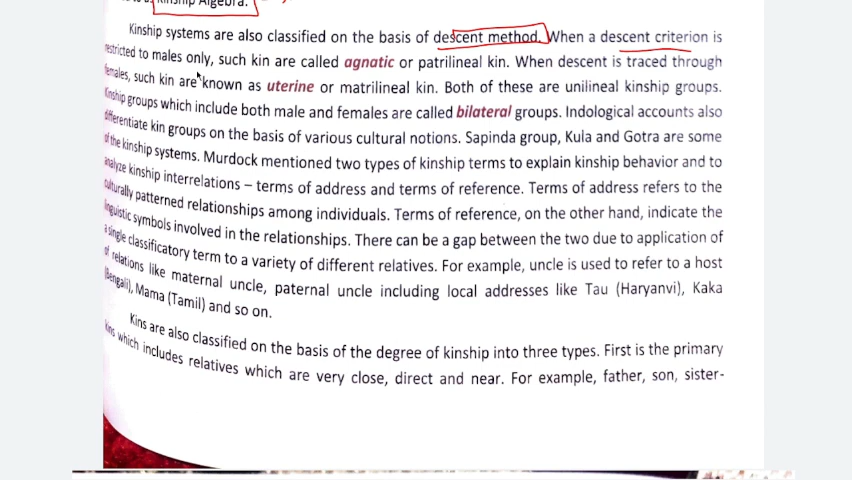 Kinship Algebra.
Kinship systems are also classified on the basis of descent method. When a descent criterion is
restricted to males only, such kin are called agnatic or patrilineal kin. When descent is traced through
females, such kin are known as uterine or matrilineal kin. Both of these are unilineal kinship groups.
Kinship groups which include both male and females are called bilateral groups. Indological accounts also
differentiate kin groups on the basis of various cultural notions. Sapinda group, Kula and Gotra are some
of the kinship systems. Murdock mentioned two types of kinship terms to explain kinship behavior and to
analyze kinship interrelations – terms of address and terms of reference. Terms of address refers to the
culturally patterned relationships among individuals. Terms of reference, on the other hand, indicate the
linguistic symbols involved in the relationships. There can be a gap between the two due to application of
a single classificatory term to a variety of different relatives. For example, uncle is used to refer to a host
of relations like maternal uncle, paternal uncle including local addresses like Tau (Haryanvi), Kaka
(Bengali), Mama (Tamil) and so on.
Kins are also classified on the basis of the degree of kinship into three types. First is the primary
kins which includes relatives which are very close, direct and near. For example, father, son, sister-